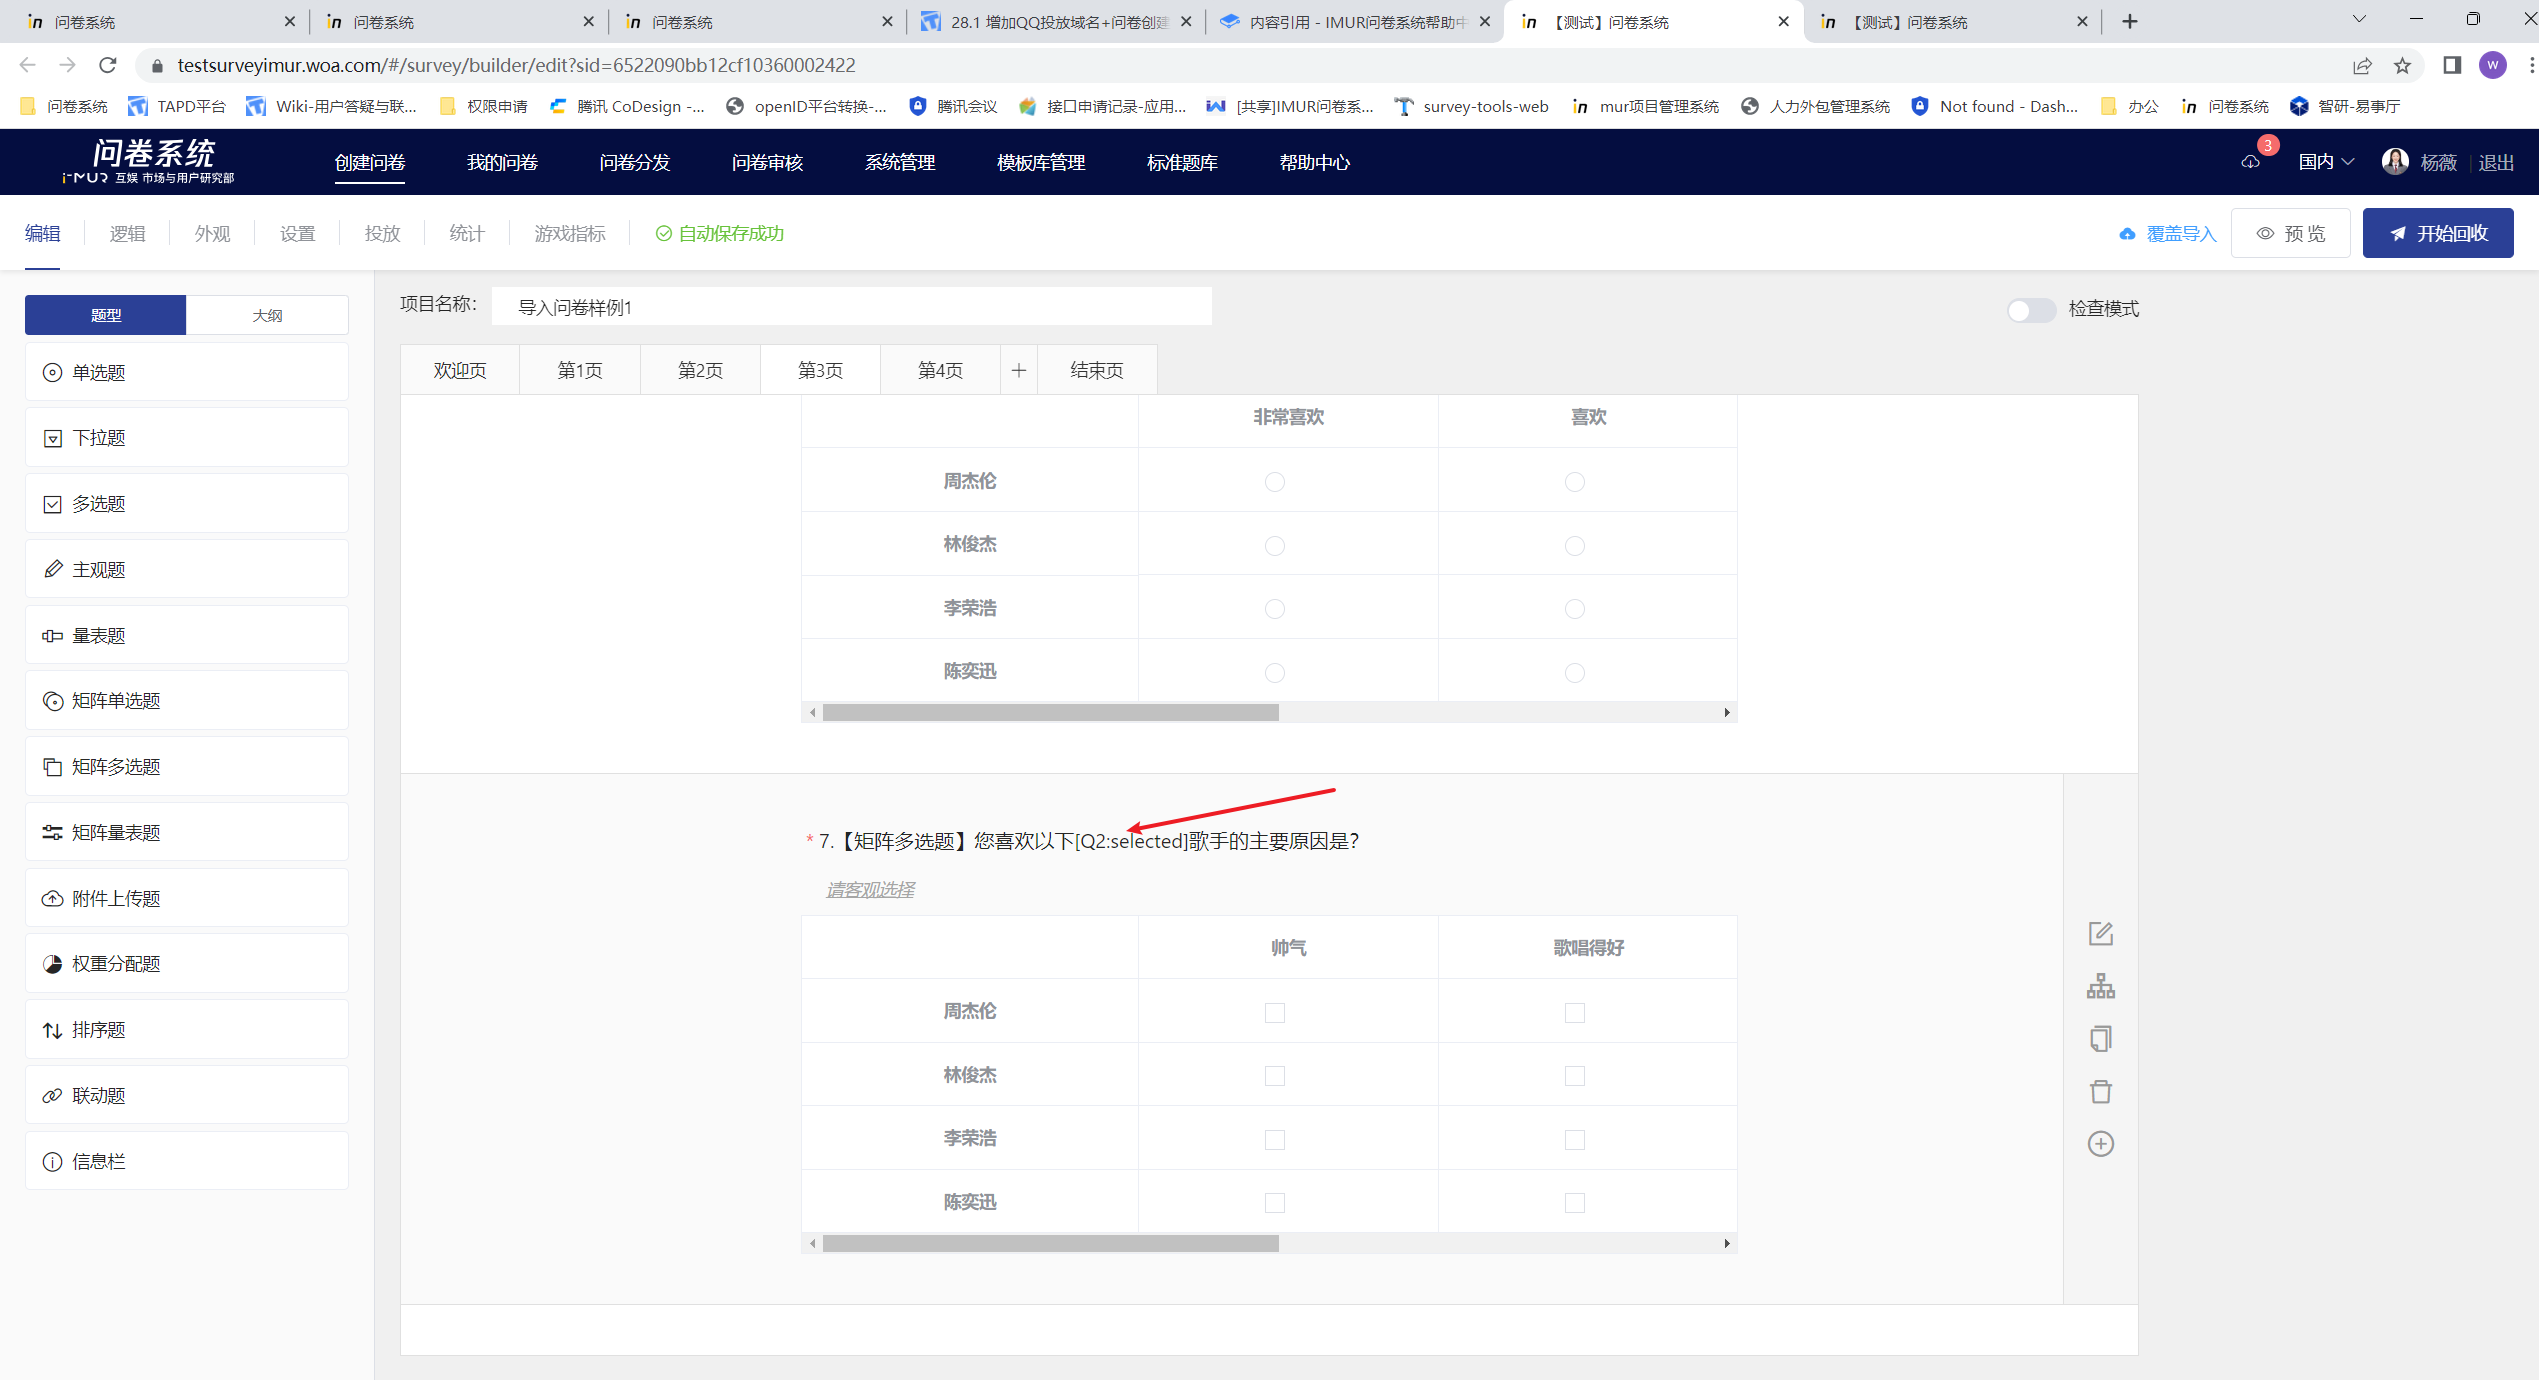 in 问卷系统
in 问卷系统
in 问卷系统
28.1 增加QQ投放域名+问卷创建
内容引用 - IMUR问卷系统帮助中
in 【测试】问卷系统
in 【测试】问卷系统
testsurveyimur.woa.com/#/survey/builder/edit?sid=6522090bb12cf10360002422
W
问卷系统
TAPD平台
Wiki-用户答疑与联...
权限申请
腾讯 CoDesign -...
openID平台转换-...
腾讯会议
接口申请记录-应用...
[共享]IMUR问卷系...
survey-tools-web
in mur项目管理系统
人力外包管理系统
Not found - Dash...
办公
in 问卷系统
智研-易事厅
问卷系统
i-MUR 互娱 市场与用户研究部
创建问卷
我的问卷
问卷分发
问卷审核
系统管理
模板库管理
标准题库
帮助中心
3
国内
杨薇
退出
编辑
逻辑
外观
设置
投放
统计
游戏指标
自动保存成功
覆盖导入
预 览
开始回收
题型
大纲
单选题
下拉题
多选题
主观题
量表题
矩阵单选题
矩阵多选题
矩阵量表题
附件上传题
权重分配题
排序题
联动题
信息栏
项目名称：
导入问卷样例1
检查模式
欢迎页
第1页
第2页
第3页
第4页
+
结束页
非常喜欢
喜欢
周杰伦
林俊杰
李荣浩
陈奕迅
* 7.【矩阵多选题】您喜欢以下[Q2:selected]歌手的主要原因是?
请客观选择
帅气
歌唱得好
周杰伦
林俊杰
李荣浩
陈奕迅